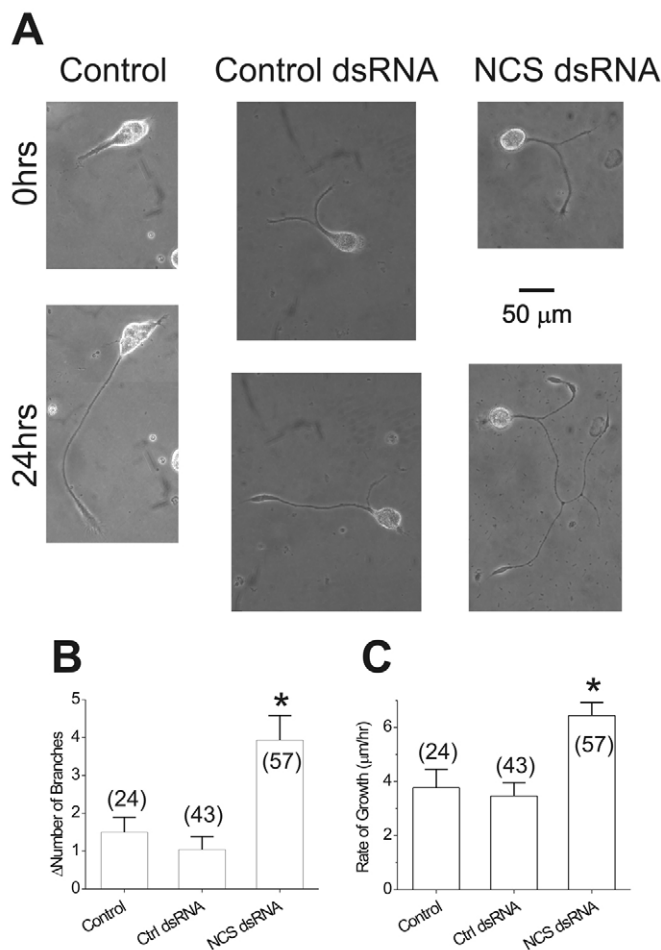 A
Control
Control dsRNA
NCS dsRNA
0hrs
50 μm
24hrs
B
ΔNumber of Branches
5
4
3
2
1
0
(24)
(43)
*
(57)
Control
Ctrl dsRNA
NCS dsRNA
C
Rate of Growth (μm/hr)
6
4
2
0
(24)
(43)
*
(57)
Control
Ctrl dsRNA
NCS dsRNA